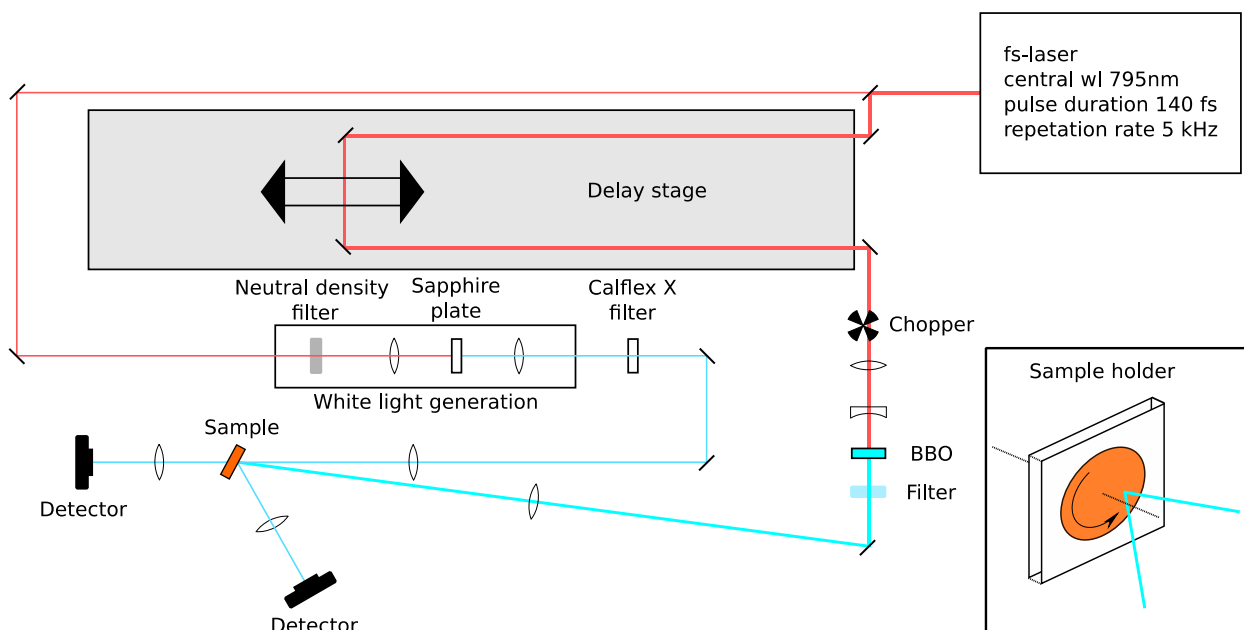 fs-laser
central wl 795nm
pulse duration 140 fs
repetation rate 5 kHz
Delay stage
Neutral density
filter
Sapphire
plate
Calflex X
filter
Chopper
White light generation
Sample holder
Sample
BBO
Filter
Detector
Detector